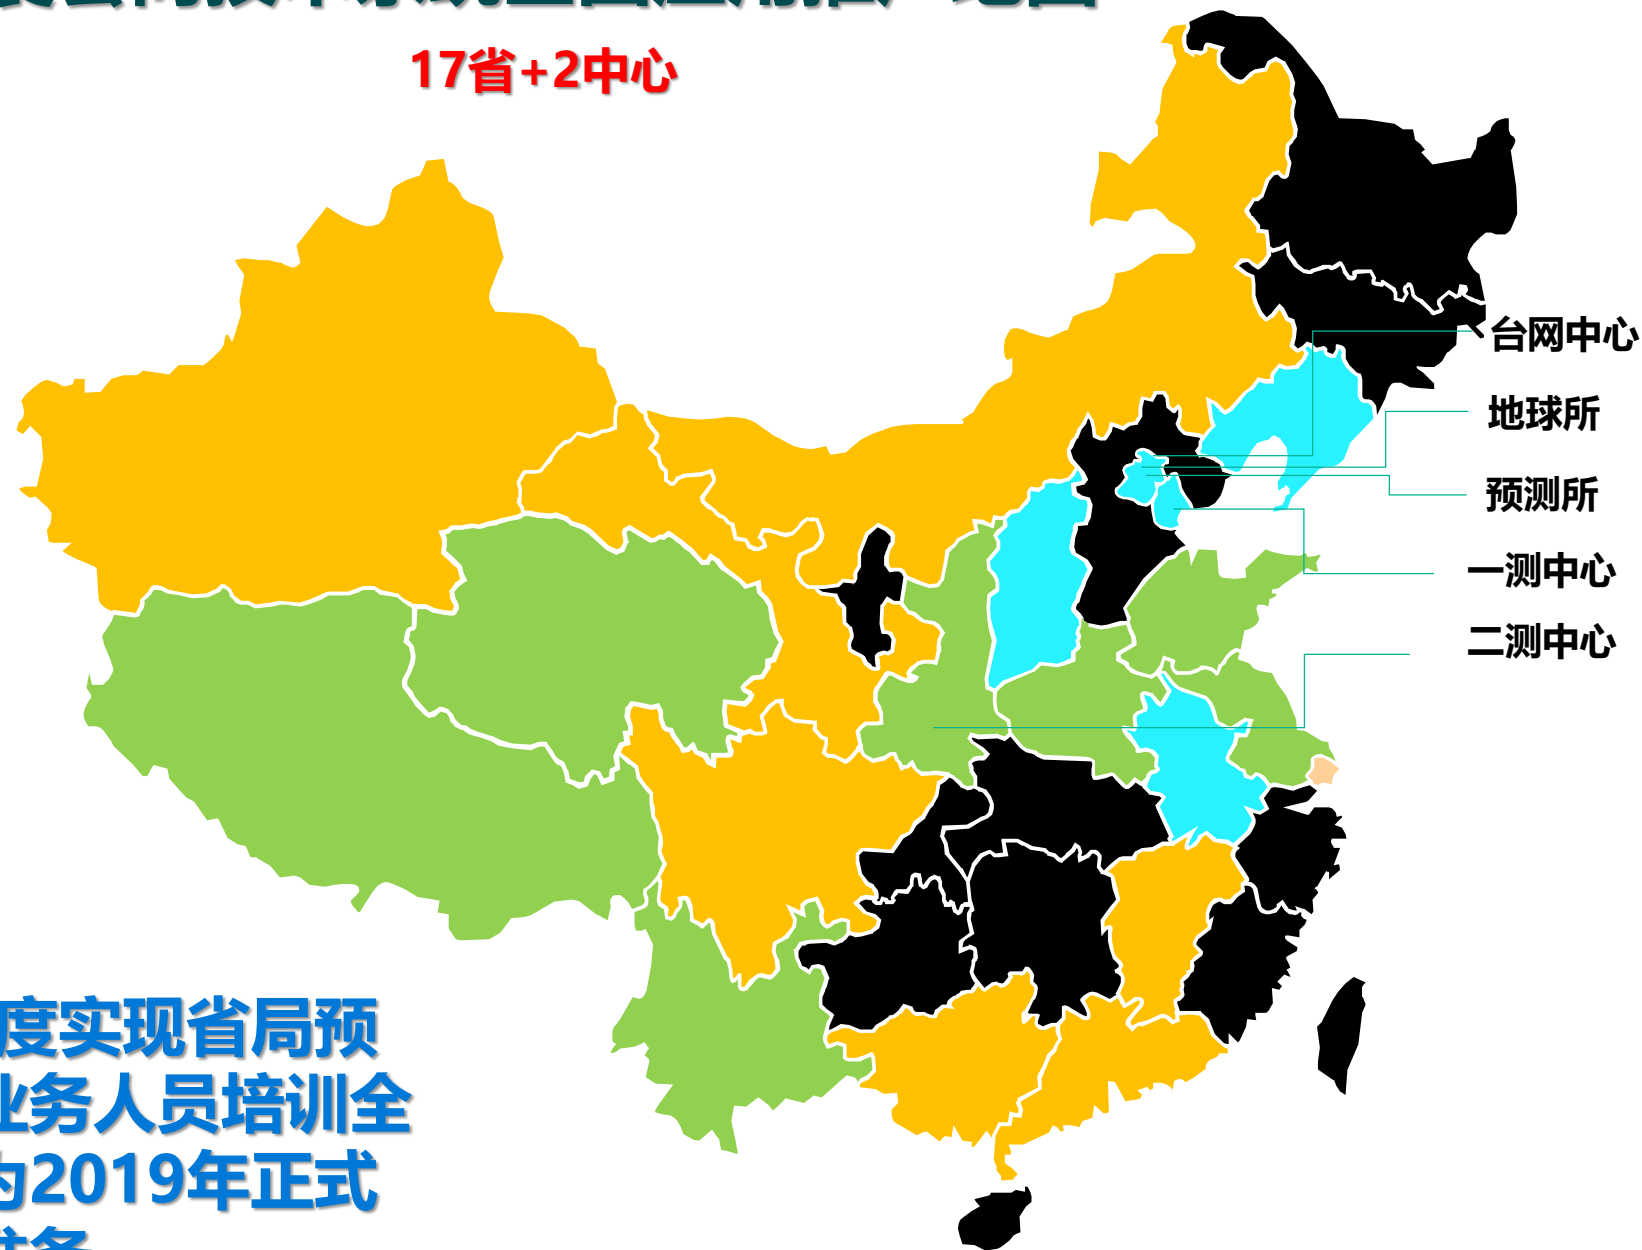 17省+2中心
台网中心
地球所
预测所
一测中心
二测中心
度实现省局预
业务人员培训全
为2019年正式